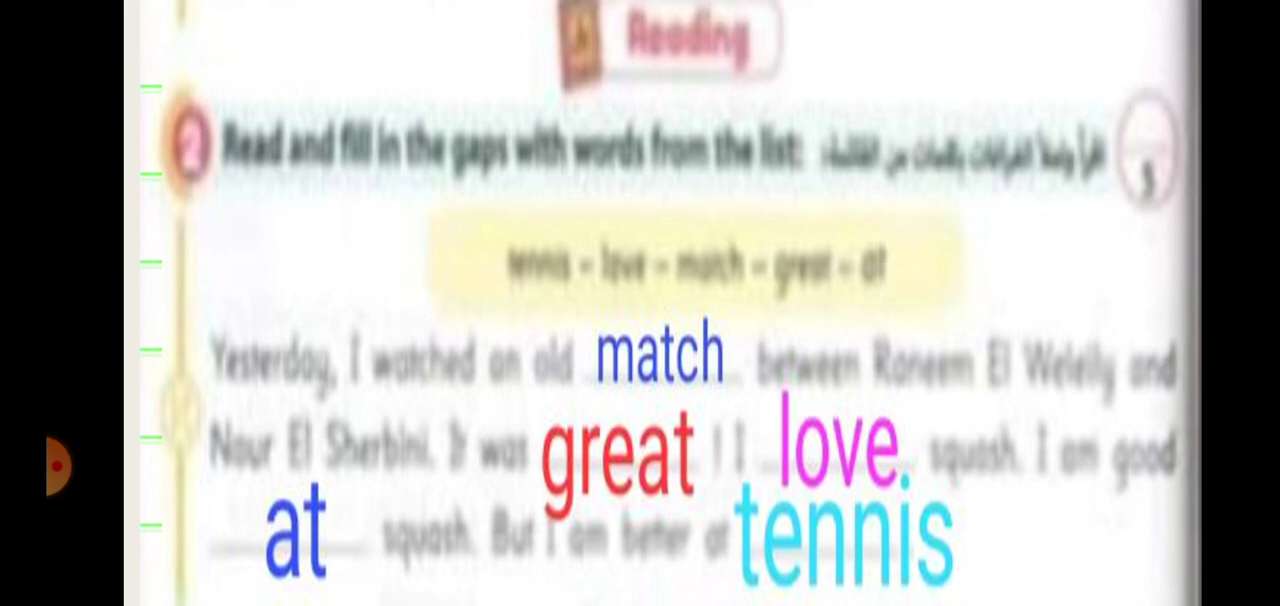 Reading
2 Read and fill in the gaps with words from the list:
tennis - love - match - great - at
Yesterday, I watched an old match between Raneem El Welelly and
Nour El Sherbini. It was great ! I love squash. I am good
at squash. But I am better at tennis